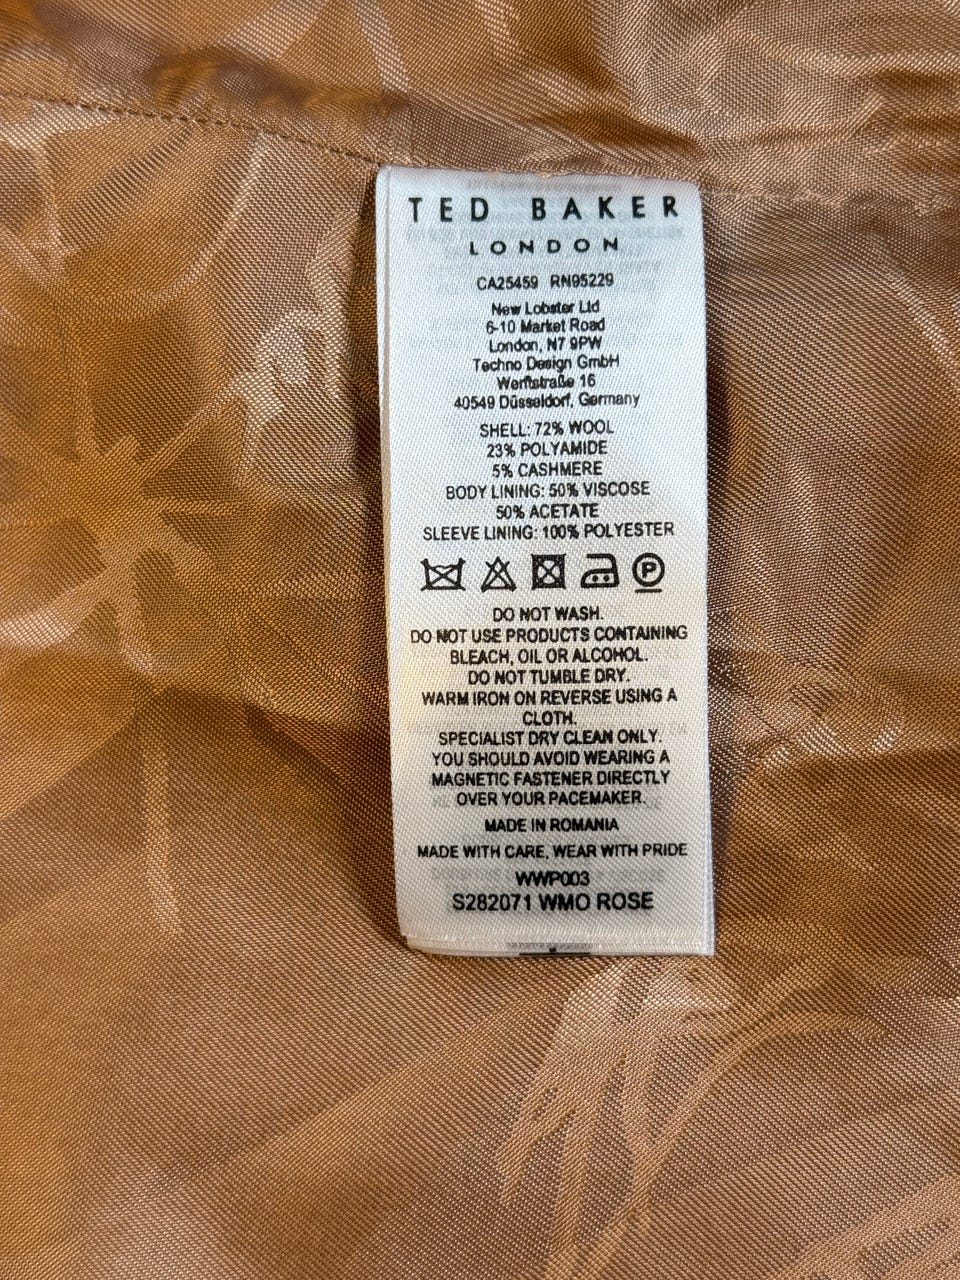 TED BAKER
LONDON
CA25459 RN95229
New Lobster Ltd
6-10 Market Road
London, N7 9PW
Techno Design GmbH
Werftstraße 16
40549 Düsseldorf, Germany
SHELL: 72% WOOL
23% POLYAMIDE
5% CASHMERE
BODY LINING: 50% VISCOSE
50% ACETATE
SLEEVE LINING: 100% POLYESTER
P
DO NOT WASH.
DO NOT USE PRODUCTS CONTAINING
BLEACH, OIL OR ALCOHOL.
DO NOT TUMBLE DRY.
WARM IRON ON REVERSE USING A
CLOTH.
SPECIALIST DRY CLEAN ONLY.
YOU SHOULD AVOID WEARING A
MAGNETIC FASTENER DIRECTLY
OVER YOUR PACEMAKER.
MADE IN ROMANIA
MADE WITH CARE, WEAR WITH PRIDE
WWP003
S282071 WMO ROSE